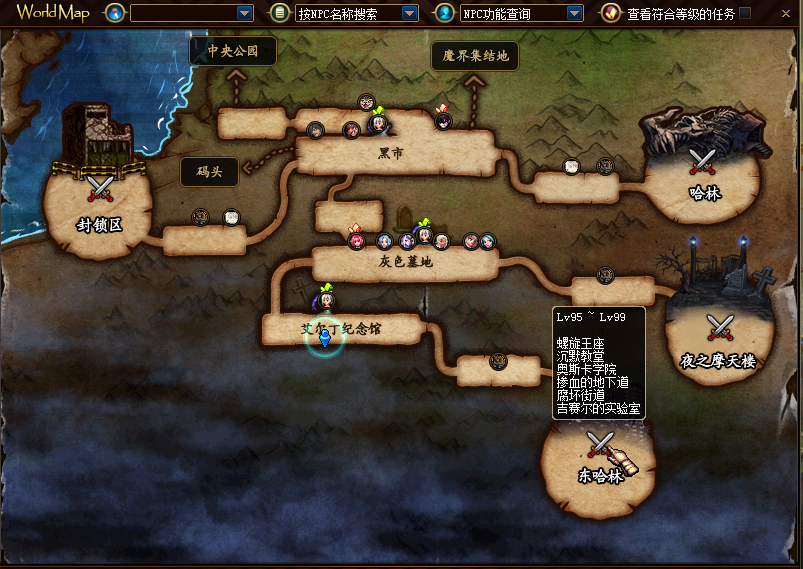 WorldMap
按NPC名称搜索
NPC功能查询
查看符合等级的任务
中央公园
魔界集结地
黑市
码头
哈林
封锁区
灰色墓地
艾尔丁纪念馆
夜之摩天楼
Lv95 ~ Lv99
螺旋王座
沉默教堂
奥斯卡学院
掺血的地下道
腐坏街道
吉赛尔的实验室
东哈林